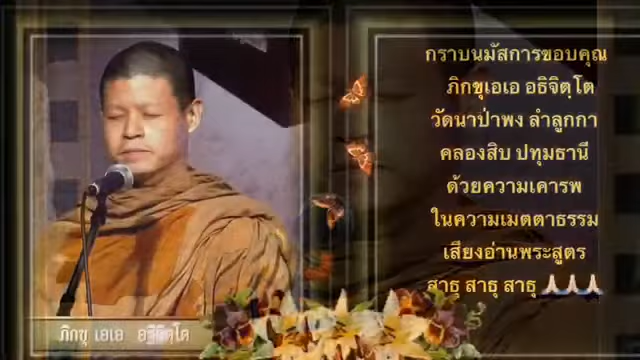 กราบนมัสการขอบคุณ
ภิกขุเอเอ อธิจิตฺโต
วัดนาป่าพง ลำลูกกา
คลองสิบ ปทุมธานี
ด้วยความเคารพ
ในความเมตตาธรรม
เสียงอ่านพระสูตร
สาธุ สาธุ สาธุ 🙏🙏🙏
ภิกขุ เอเอ อธิจิตฺโต